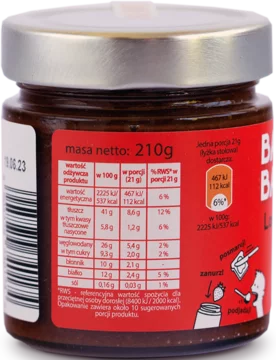 19.06.23
masa netto: 210g
wartość odżywcza produktu w 100 g w porcji (21 g) %RWS* w porcji 21 g
wartość energetyczna 2225 kJ/ 537 kcal 467 kJ/ 112 kcal 6%
tłuszcz 41 g 8,6 g 12%
w tym kwasy tłuszczowe nasycone 5,8 g 1,2 g 6%
węglowodany 26 g 5,4 g 2%
w tym cukry 9,3 g 2,0 g 2%
błonnik 10 g 2,1 g -
białko 12 g 2,4 g 5%
sól 0,16 g 0,03 g 1%
*RWS - referencyjna wartość spożycia dla
przeciętnej osoby dorosłej (8400 kJ / 2000 kcal).
Opakowanie zawiera około 10 sugerowanych
porcji produktu.
Jedna porcja 21g
(łyżka stołowa)
dostarcza:
467 kJ
112 kcal
6%*
w 100g:
2225 kJ/537 kcal
posmaruj
zanurz!
podjadaj